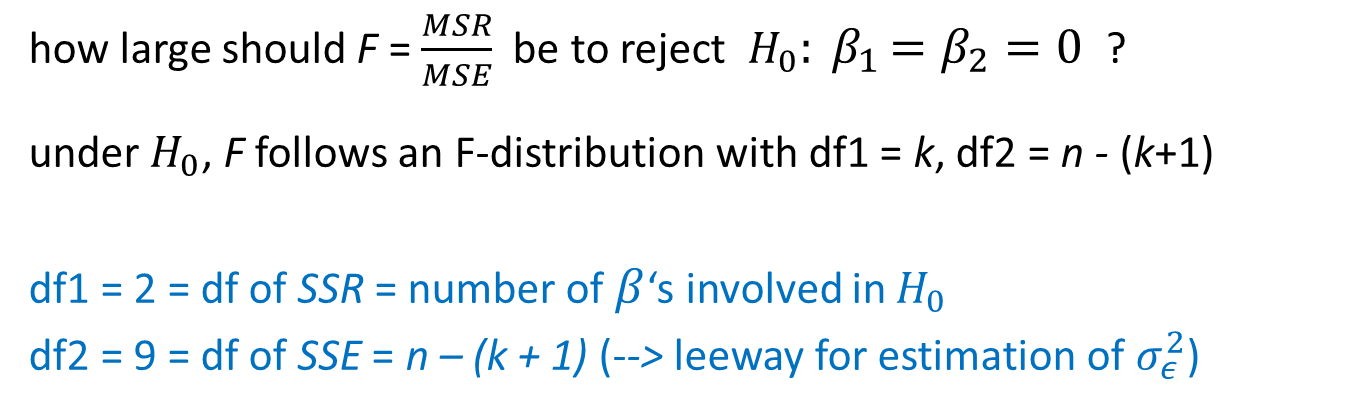 how large should F = MSR/MSE be to reject H₀: β₁ = β₂ = 0 ?
under H₀, F follows an F-distribution with df1 = k, df2 = n - (k+1)
df1 = 2 = df of SSR = number of β‘s involved in H₀
df2 = 9 = df of SSE = n – (k + 1) (--> leeway for estimation of σ²_ϵ)